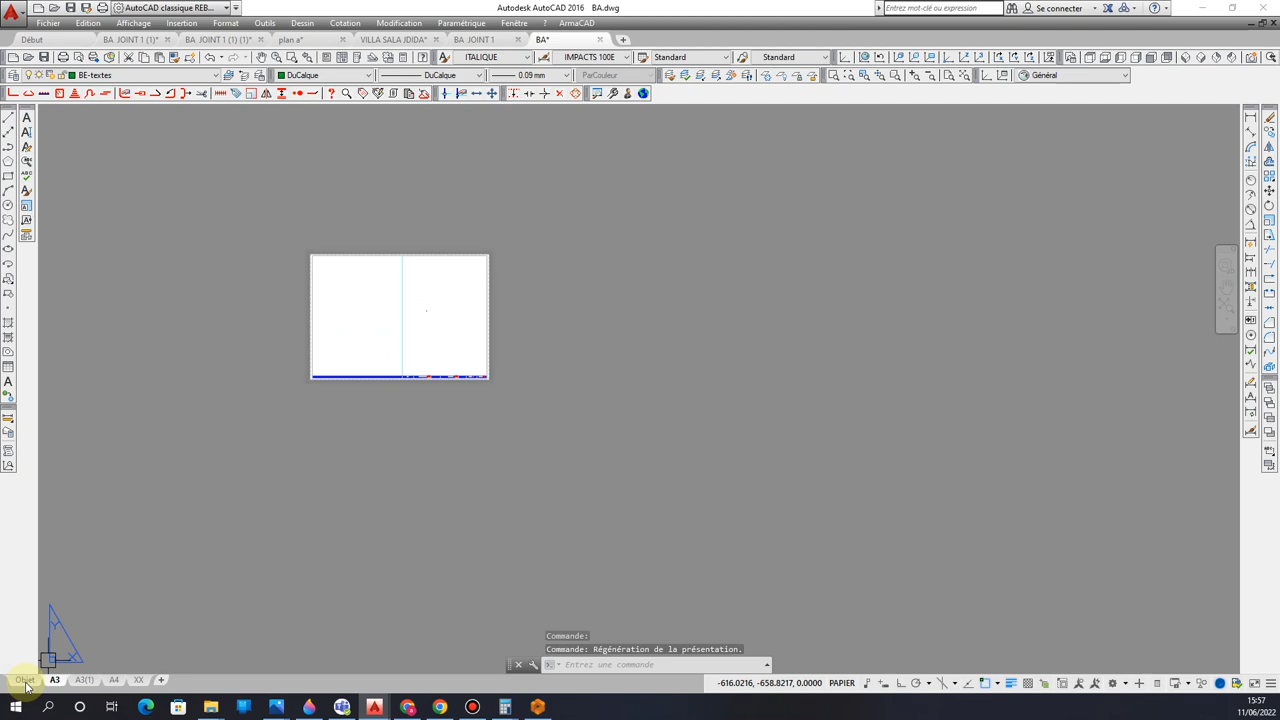 AutoCAD classique REB...
Autodesk AutoCAD 2016 BA.dwg
Entrez mot-clé ou expression
Se connecter
Fichier Edition Affichage Insertion Format Outils Dessin Cotation Modification Paramétrique Fenêtre ? ArmaCAD
Début BA JOINT 1 (1)* BA JOINT 1 (1) (1)* plan a* VILLA SALA JDIDA* BA JOINT 1 BA*
ITALIQUE IMPACTS 100E Standard Standard
BE-textes DuCalque DuCalque 0.09 mm ParCouleur Général
Commande:
Commande: Régénération de la présentation.
Entrez une commande
Objet A3 A3(1) A4 XX +
-616.0216, -658.8217, 0.0000 PAPIER
15:57
11/06/2022